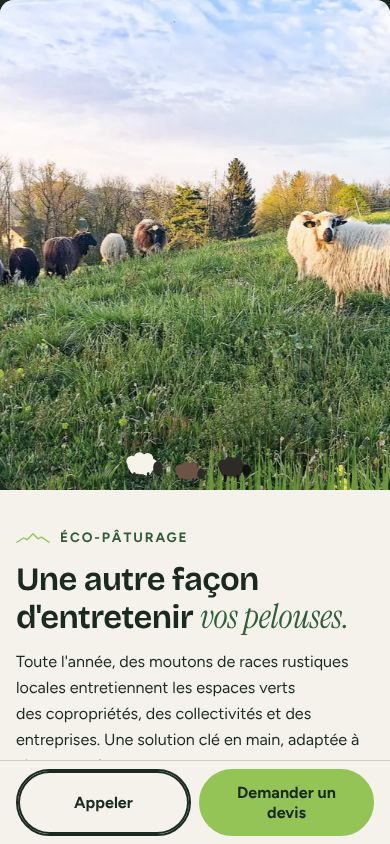 ÉCO-PÂTURAGE
Une autre façon
d'entretenir vos pelouses.
Toute l'année, des moutons de races rustiques
locales entretiennent les espaces verts
des copropriétés, des collectivités et des
entreprises. Une solution clé en main, adaptée à
Appeler
Demander un
devis